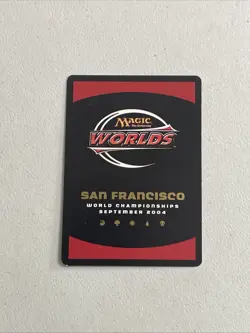 MAGIC
WORLDS
SAN FRANCISCO
WORLD CHAMPIONSHIPS
SEPTEMBER 2004